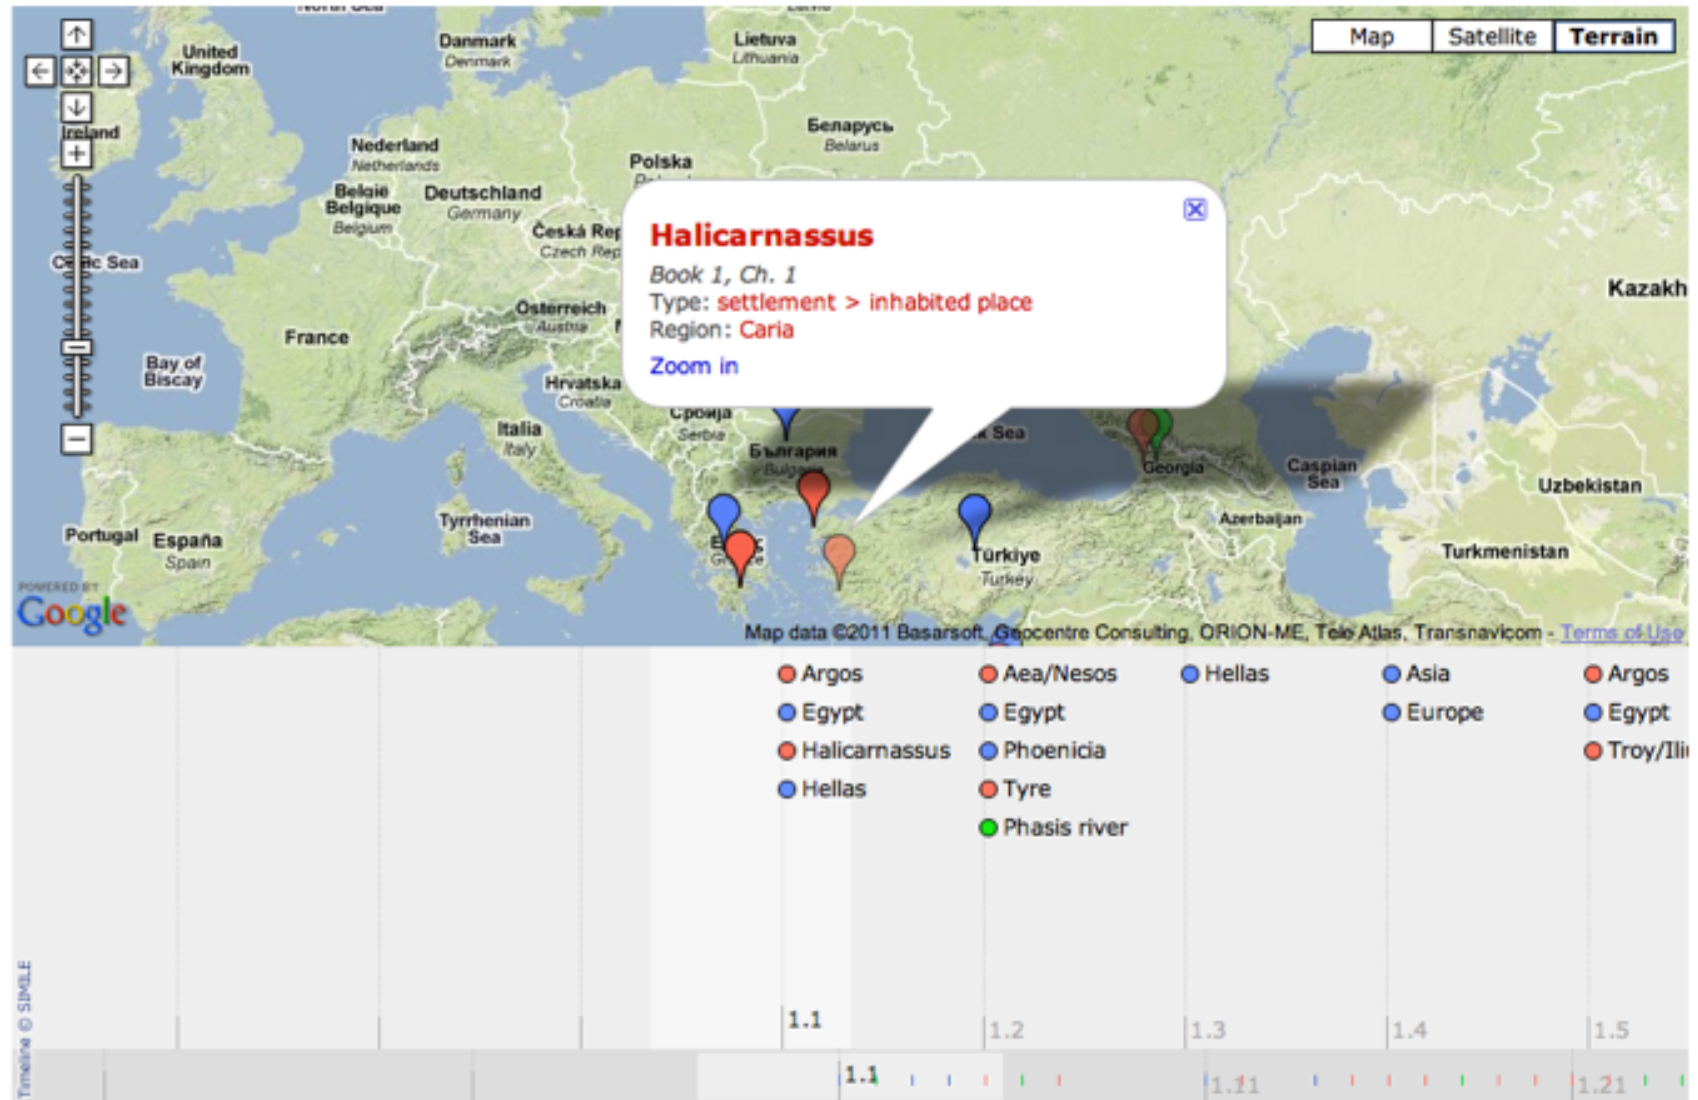 Map
Satellite
Terrain
United
Kingdom
Danmark
Denmark
Lietuva
Lithuania
Ireland
Nederland
Netherlands
België
Belgique
Belgium
Deutschland
Germany
Polska
Беларусь
Belarus
Česká Rep
Czech Rep
Österreich
Austria
France
Bay of
Biscay
Hrvatska
Croatia
Србија
Serbia
България
Italia
Italy
Tyrrhenian
Sea
Portugal
España
Spain
Halicarnassus
Book 1, Ch. 1
Type: settlement > inhabited place
Region: Caria
Zoom in
Sea
Georgia
Caspian
Sea
Azerbaijan
Kazakh
Uzbekistan
Turkmenistan
Türkiye
Turkey
POWERED BY
Google
Map data ©2011 Basarsoft, Geocentre Consulting, ORION-ME, Tele Atlas, Transnavicom - Terms of Use
Argos
Egypt
Halicarnassus
Hellas
Aea/Nesos
Egypt
Phoenicia
Tyre
Phasis river
Hellas
Asia
Europe
Argos
Egypt
Troy/Ili
1.1
1.2
1.3
1.4
1.5
1.1
1.11
1.21
Timeline © SIMILE